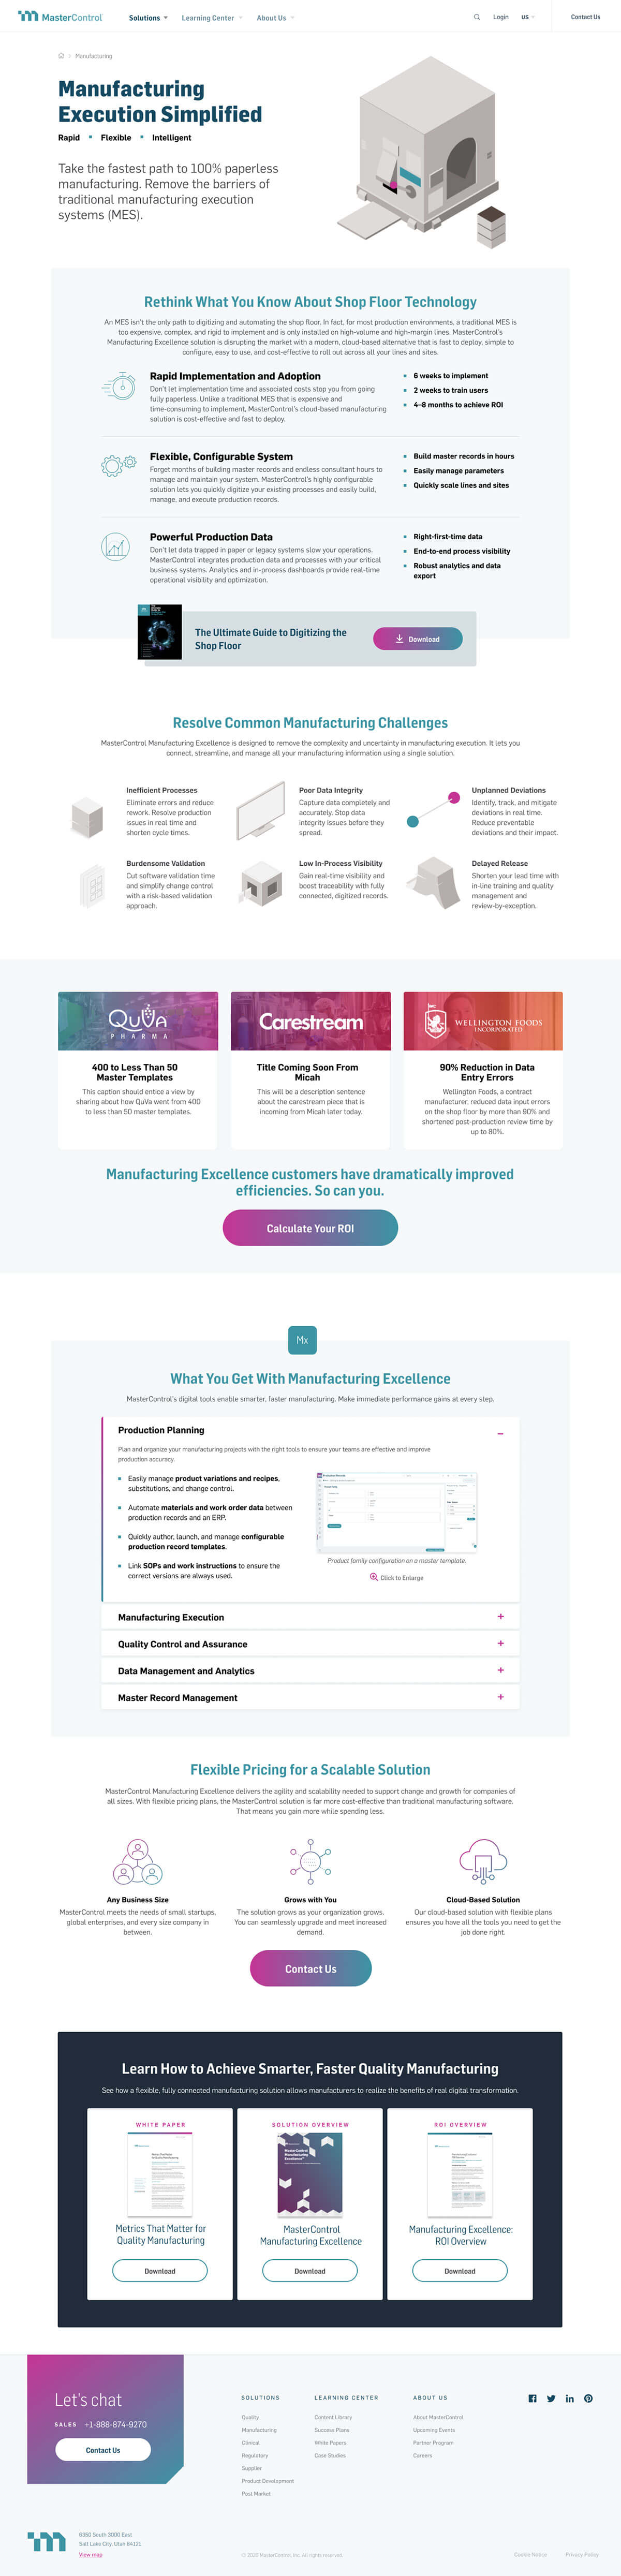 MasterControl
Solutions
Learning Center
About Us
Login
US
Contact Us
Manufacturing
Manufacturing
Execution Simplified
Rapid
Flexible
Intelligent
Take the fastest path to 100% paperless
manufacturing. Remove the barriers of
traditional manufacturing execution
systems (MES).
Rethink What You Know About Shop Floor Technology
An MES isn't the only path to digitizing and automating the shop floor. In fact, for most production environments, a traditional MES is
too expensive, complex, and rigid to implement and is only installed on high-volume and high-margin lines. MasterControl's
Manufacturing Excellence solution is disrupting the market with a modern, cloud-based alternative that is fast to deploy, simple to
configure, easy to use, and cost-effective to roll out across all your lines and sites.
Rapid Implementation and Adoption
Don't let implementation time and associated costs stop you from going
fully paperless. Unlike a traditional MES that is expensive and
time-consuming to implement, MasterControl's cloud-based manufacturing
solution is cost-effective and fast to deploy.
6 weeks to implement
2 weeks to train users
4-8 months to achieve ROI
Flexible, Configurable System
Forget months of building master records and endless consultant hours to
manage and maintain your system. MasterControl's highly configurable
solution lets you quickly digitize your existing processes and easily build,
manage, and execute production records.
Build master records in hours
Easily manage parameters
Quickly scale lines and sites
Powerful Production Data
Don't let data trapped in paper or legacy systems slow your operations.
MasterControl integrates production data and processes with your critical
business systems. Analytics and in-process dashboards provide real-time
operational visibility and optimization.
Right-first-time data
End-to-end process visibility
Robust analytics and data
export
The Ultimate Guide to Digitizing the
Shop Floor
Download
Resolve Common Manufacturing Challenges
MasterControl Manufacturing Excellence is designed to remove the complexity and uncertainty in manufacturing execution. It lets you
connect, streamline, and manage all your manufacturing information using a single solution.
Inefficient Processes
Eliminate errors and reduce
rework. Resolve production
issues in real time and
shorten cycle times.
Poor Data Integrity
Capture data completely and
accurately. Stop data
integrity issues before they
spread.
Unplanned Deviations
Identify, track, and mitigate
deviations in real time.
Reduce preventable
deviations and their impact.
Burdensome Validation
Cut software validation time
and simplify change control
with a risk-based validation
approach.
Low In-Process Visibility
Gain real-time visibility and
boost traceability with fully
connected, digitized records.
Delayed Release
Shorten your lead time with
in-line training and quality
management and
review-by-exception.
QuVa
PHARMA
Carestream
WELLINGTON FOODS
INCORPORATED
400 to Less Than 50
Master Templates
This caption should entice a view by
sharing about how QuVa went from 400
to less than 50 master templates.
Title Coming Soon From
Micah
This will be a description sentence
about the carestream piece that is
incoming from Micah later today.
90% Reduction in Data
Entry Errors
Wellington Foods, a contract
manufacturer, reduced data input errors
on the shop floor by more than 90% and
shortened post-production review time by
up to 80%.
Manufacturing Excellence customers have dramatically improved
efficiencies. So can you.
Calculate Your ROI
Mx
What You Get With Manufacturing Excellence
MasterControl's digital tools enable smarter, faster manufacturing. Make immediate performance gains at every step.
Production Planning
Plan and organize your manufacturing projects with the right tools to ensure your teams are effective and improve
production accuracy.
Easily manage product variations and recipes,
substitutions, and change control.
Automate materials and work order data between
production records and an ERP.
Quickly author, launch, and manage configurable
production record templates.
Link SOPs and work instructions to ensure the
correct versions are always used.
Product family configuration on a master template.
Click to Enlarge
Manufacturing Execution
Quality Control and Assurance
Data Management and Analytics
Master Record Management
Flexible Pricing for a Scalable Solution
MasterControl Manufacturing Excellence delivers the agility and scalability needed to support change and growth for companies of
all sizes. With flexible pricing plans, the MasterControl solution is far more cost-effective than traditional manufacturing software.
That means you gain more while spending less.
Any Business Size
MasterControl meets the needs of small startups,
global enterprises, and every size company in
between.
Grows with You
The solution grows as your organization grows.
You can seamlessly upgrade and meet increased
demand.
Cloud-Based Solution
Our cloud-based solution with flexible plans
ensures you have all the tools you need to get the
job done right.
Contact Us
Learn How to Achieve Smarter, Faster Quality Manufacturing
See how a flexible, fully connected manufacturing solution allows manufacturers to realize the benefits of real digital transformation.
WHITE PAPER
Metrics That Matter for
Quality Manufacturing
Download
SOLUTION OVERVIEW
MasterControl
Manufacturing
Excellence
MasterControl
Manufacturing Excellence
Download
ROI OVERVIEW
Manufacturing Excellence:
ROI Overview
Download
Let's chat
SALES +1-888-874-9270
Contact Us
SOLUTIONS
Quality
Manufacturing
Clinical
Regulatory
Supplier
Product Development
Post Market
LEARNING CENTER
Content Library
Success Plans
White Papers
Case Studies
ABOUT US
About MasterControl
Upcoming Events
Partner Program
Careers
6350 South 3000 East
Salt Lake City, Utah 84121
View map
© 2020 MasterControl, Inc. All rights reserved.
Cookie Notice
Privacy Policy